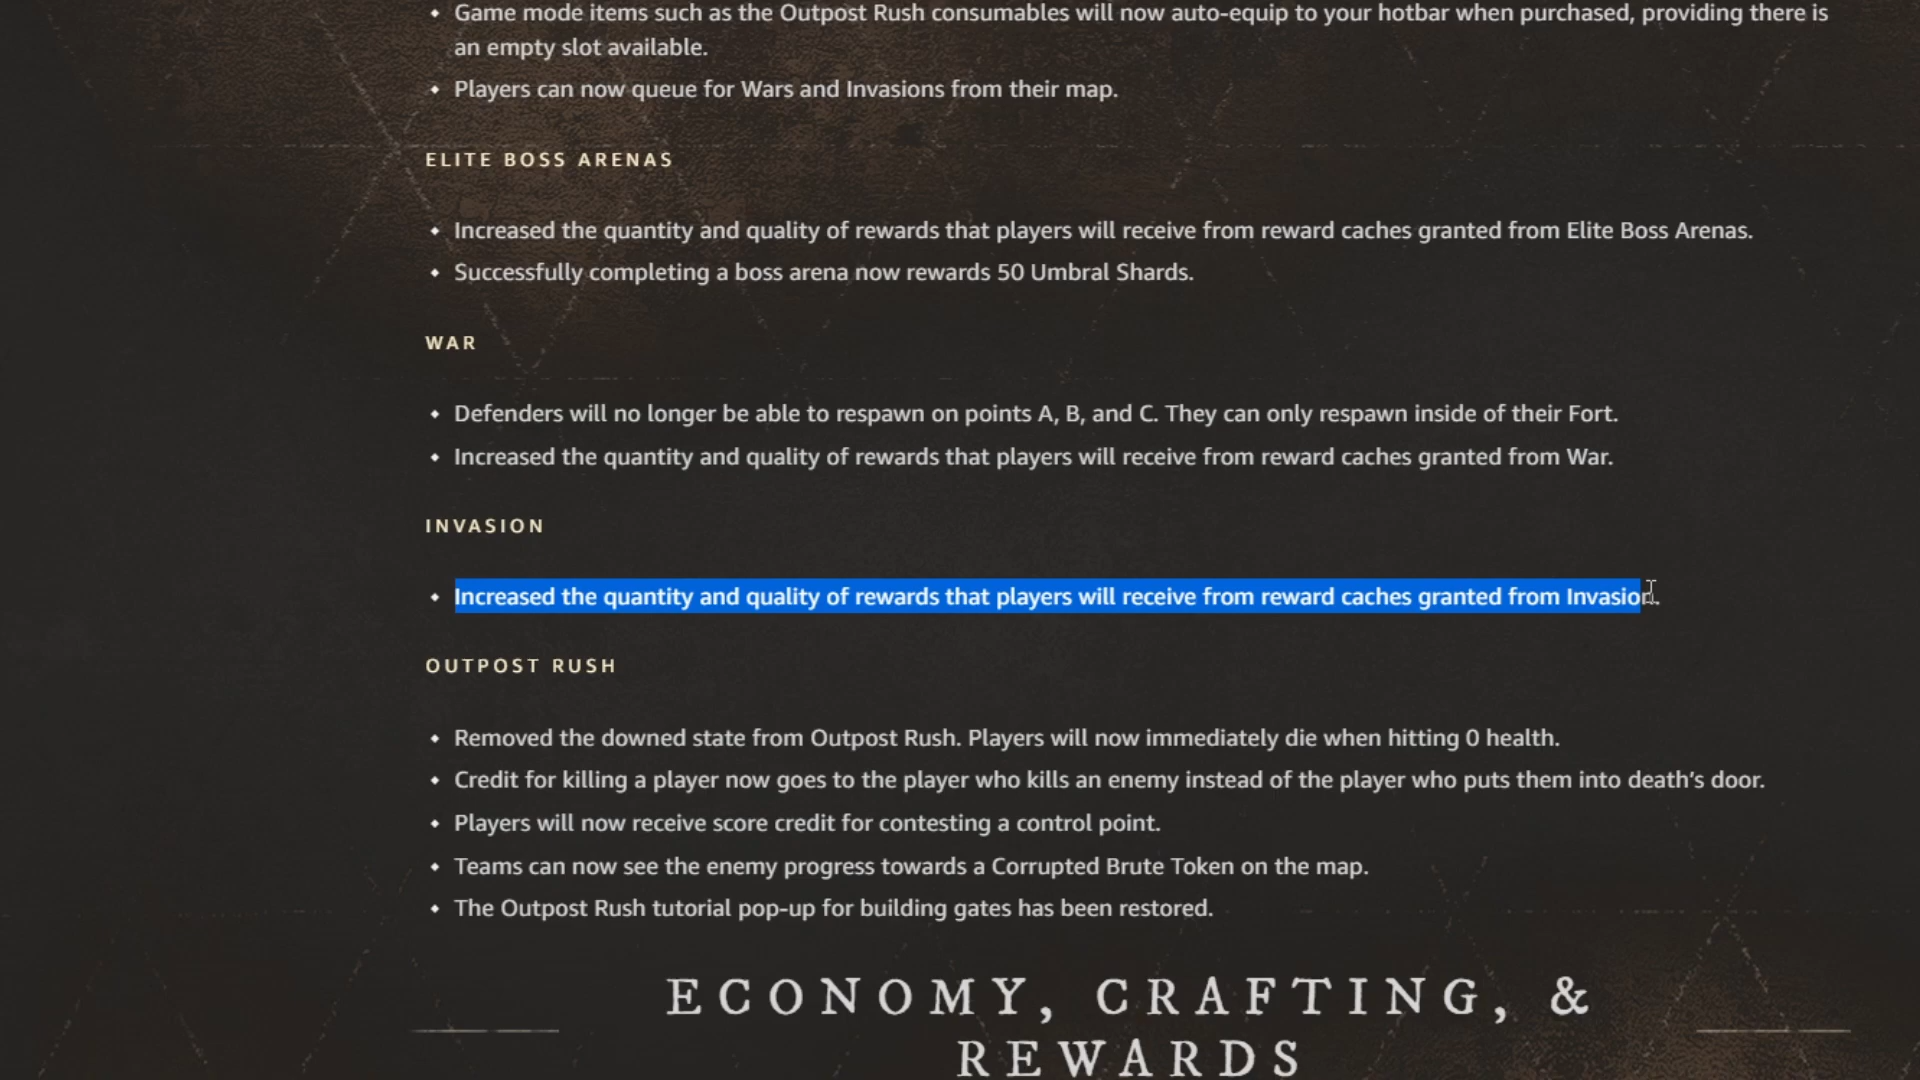 Game mode items such as the Outpost Rush consumables will now auto-equip to your hotbar when purchased, providing there is
an empty slot available.
Players can now queue for Wars and Invasions from their map.
ELITE BOSS ARENAS
Increased the quantity and quality of rewards that players will receive from reward caches granted from Elite Boss Arenas.
Successfully completing a boss arena now rewards 50 Umbral Shards.
WAR
Defenders will no longer be able to respawn on points A, B, and C. They can only respawn inside of their Fort.
Increased the quantity and quality of rewards that players will receive from reward caches granted from War.
INVASION
Increased the quantity and quality of rewards that players will receive from reward caches granted from Invasion.
OUTPOST RUSH
Removed the downed state from Outpost Rush. Players will now immediately die when hitting 0 health.
Credit for killing a player now goes to the player who kills an enemy instead of the player who puts them into death’s door.
Players will now receive score credit for contesting a control point.
Teams can now see the enemy progress towards a Corrupted Brute Token on the map.
The Outpost Rush tutorial pop-up for building gates has been restored.
ECONOMY, CRAFTING, &
REWARDS